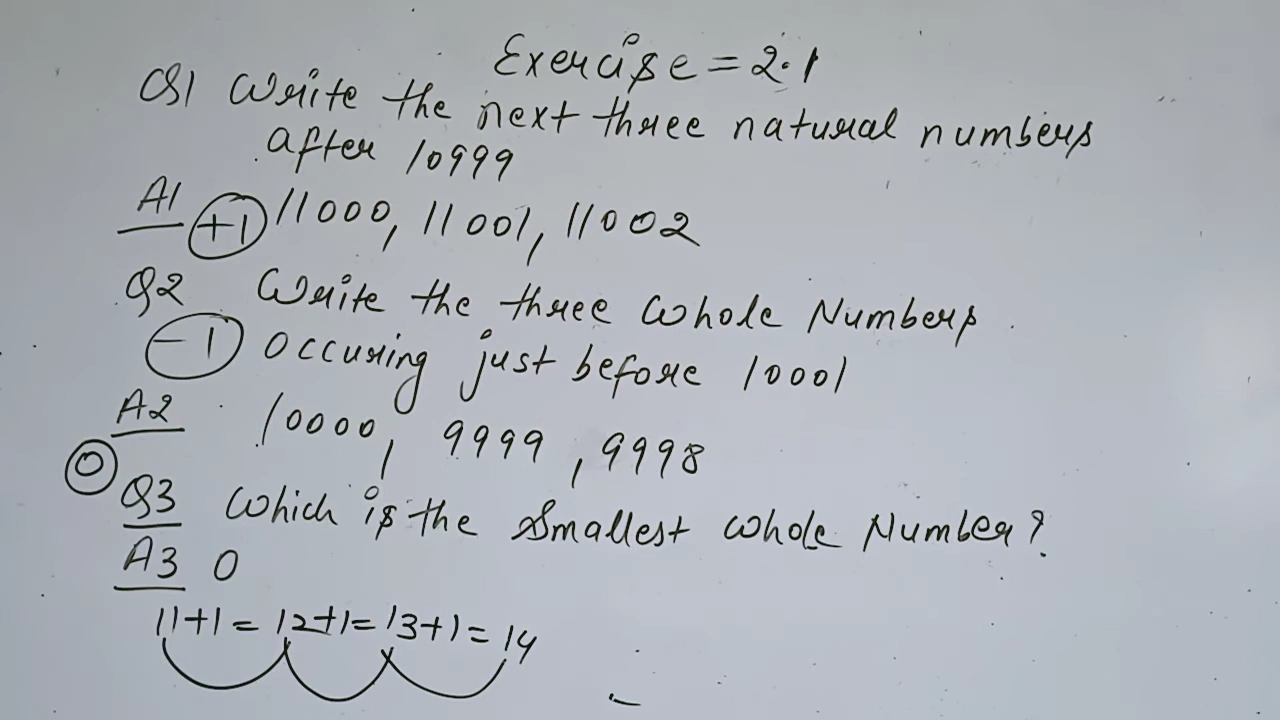 Exercise = 2.1
Q1 Write the next three natural numbers
after 10999
A1 +1 11000, 11001, 11002
Q2 Write the three Whole Numbers
-1 Occuring just before 10001
A2 10000, 9999, 9998
0
Q3 Which is the Smallest Whole Number?
A3 0
11+1 = 12+1 = 13+1 = 14